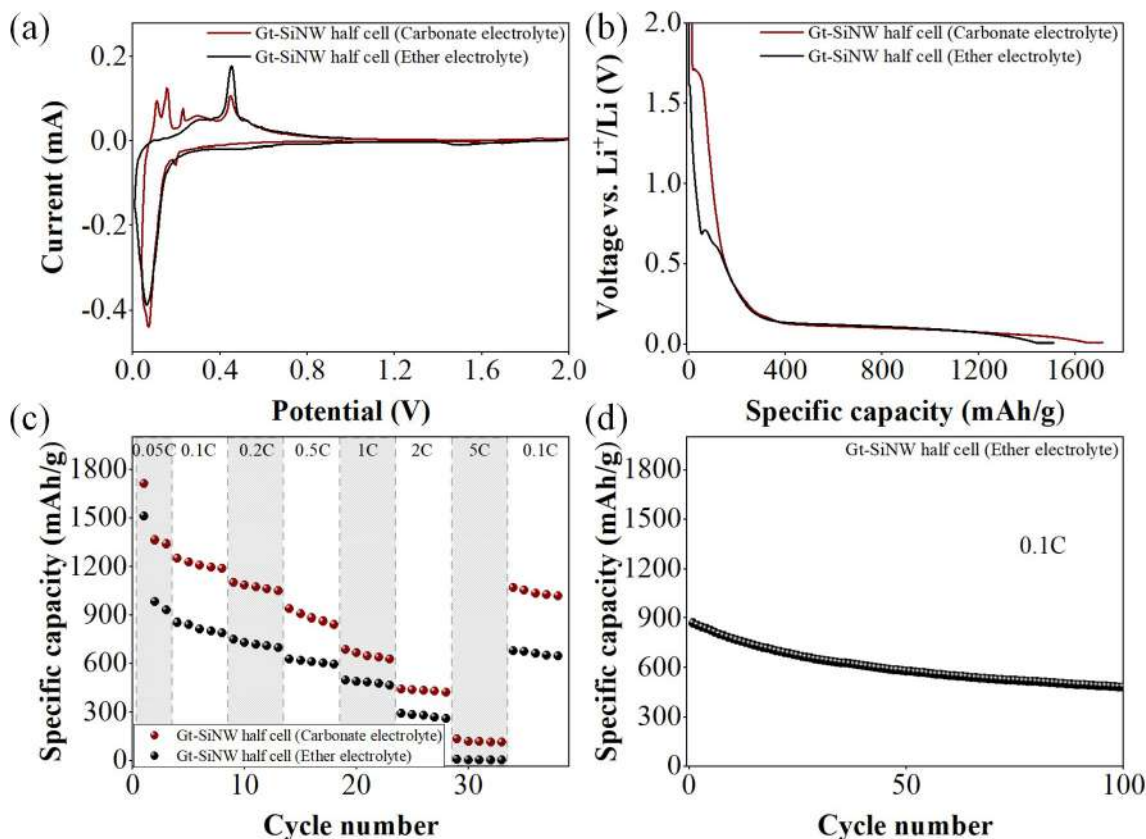 (a)
Gt-SiNW half cell (Carbonate electrolyte)
Gt-SiNW half cell (Ether electrolyte)
0.2
0.0
-0.2
-0.4
Current (mA)
0.0
0.4
0.8
1.2
1.6
2.0
Potential (V)
(b)
Gt-SiNW half cell (Carbonate electrolyte)
Gt-SiNW half cell (Ether electrolyte)
2.0
1.5
1.0
0.5
0.0
Voltage vs. Li⁺/Li (V)
0
400
800
1200
1600
Specific capacity (mAh/g)
(c)
0.05C
0.1C
0.2C
0.5C
1C
2C
5C
0.1C
1800
1500
1200
900
600
300
0
Specific capacity (mAh/g)
Gt-SiNW half cell (Carbonate electrolyte)
Gt-SiNW half cell (Ether electrolyte)
0
10
20
30
Cycle number
(d)
Gt-SiNW half cell (Ether electrolyte)
0.1C
1800
1500
1200
900
600
300
0
Specific capacity (mAh/g)
0
50
100
Cycle number